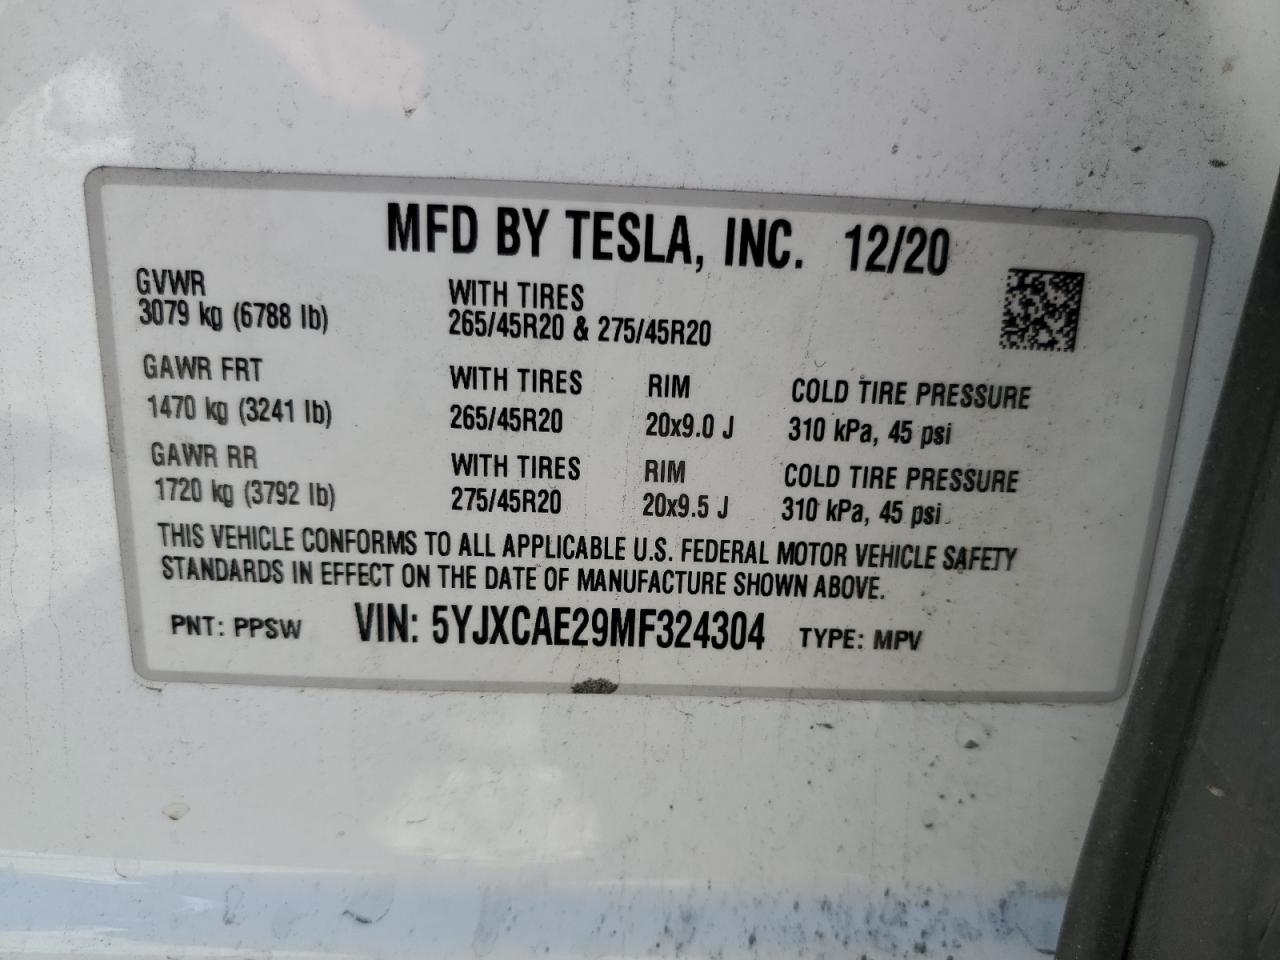 MFD BY TESLA, INC. 12/20
GVWR
3079 kg (6788 lb)
WITH TIRES
265/45R20 & 275/45R20
GAWR FRT WITH TIRES RIM COLD TIRE PRESSURE
1470 kg (3241 lb) 265/45R20 20x9.0 J 310 kPa, 45 psi
GAWR RR WITH TIRES RIM COLD TIRE PRESSURE
1720 kg (3792 lb) 275/45R20 20x9.5 J 310 kPa, 45 psi
THIS VEHICLE CONFORMS TO ALL APPLICABLE U.S. FEDERAL MOTOR VEHICLE SAFETY
STANDARDS IN EFFECT ON THE DATE OF MANUFACTURE SHOWN ABOVE.
PNT: PPSW VIN: 5YJXCAE29MF324304 TYPE: MPV